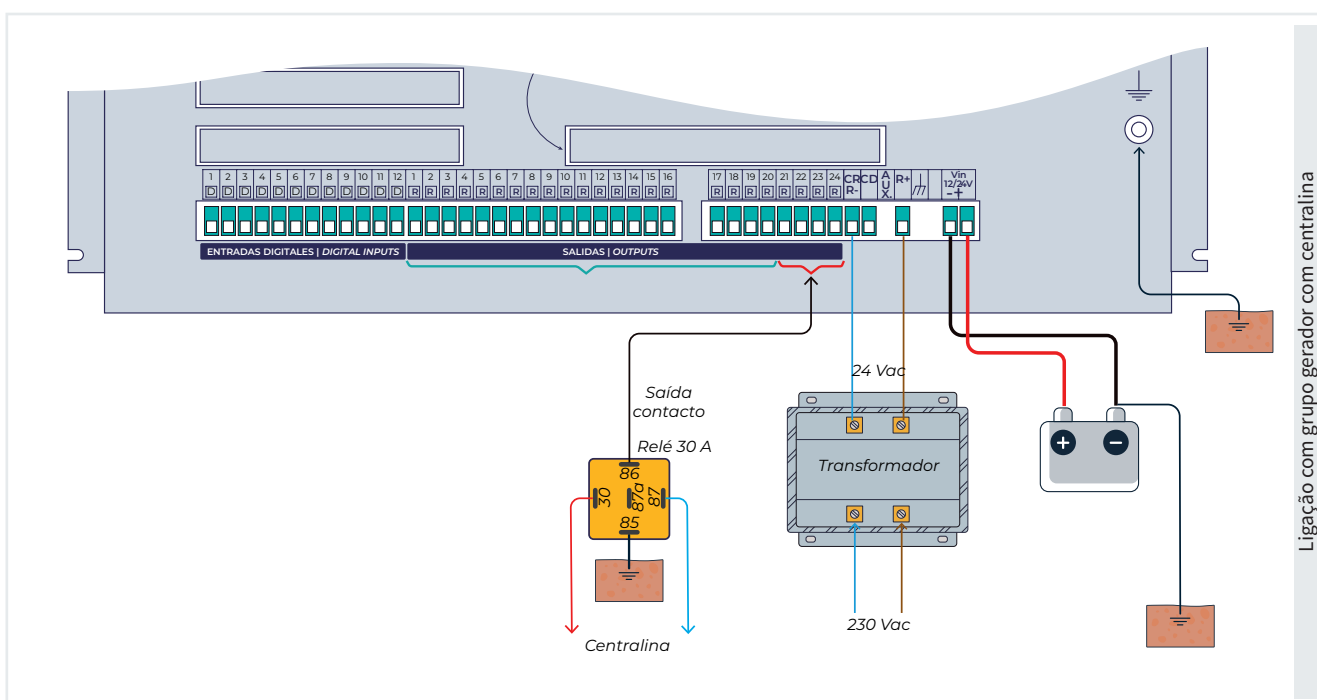 1 2 3 4 5 6 7 8 9 10 11 12 1 2 3 4 5 6 7 8 9 10 11 12 13 14 15 16
D D D D D D D D D D D D R R R R R R R R R R R R R R R R
17 18 19 20 21 22 23 24
R R R R R R R R
CR
R-
CD
AUX.
R+
Vin
12/24V
- +
ENTRADAS DIGITALES | DIGITAL INPUTS
SALIDAS | OUTPUTS
24 Vac
Saída
contacto
Relé 30 A
86
30
87a
87
85
Centralina
Transformador
230 Vac
+
−
Ligação com grupo gerador com centralina